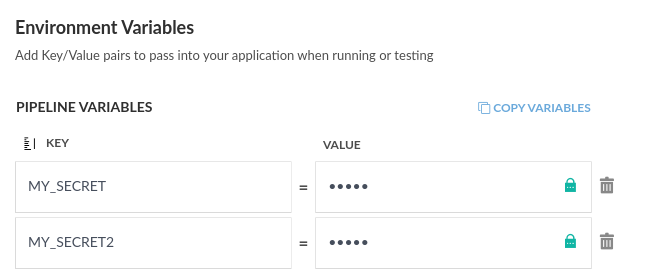 Environment Variables
Add Key/Value pairs to pass into your application when running or testing
PIPELINE VARIABLES
COPY VARIABLES
KEY
VALUE
MY_SECRET = •••••
MY_SECRET2 = •••••